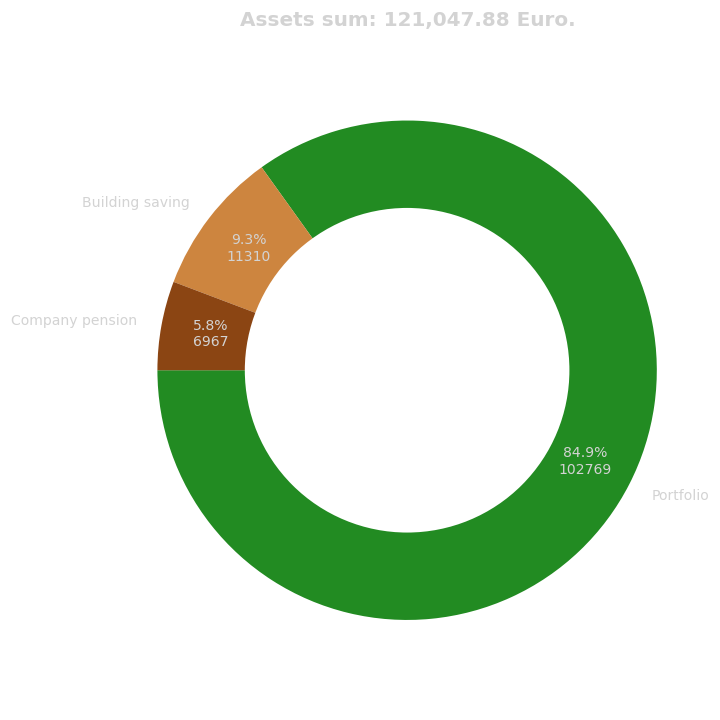 Assets sum: 121,047.88 Euro.
Building saving
9.3%
11310
Company pension
5.8%
6967
84.9%
102769
Portfolio